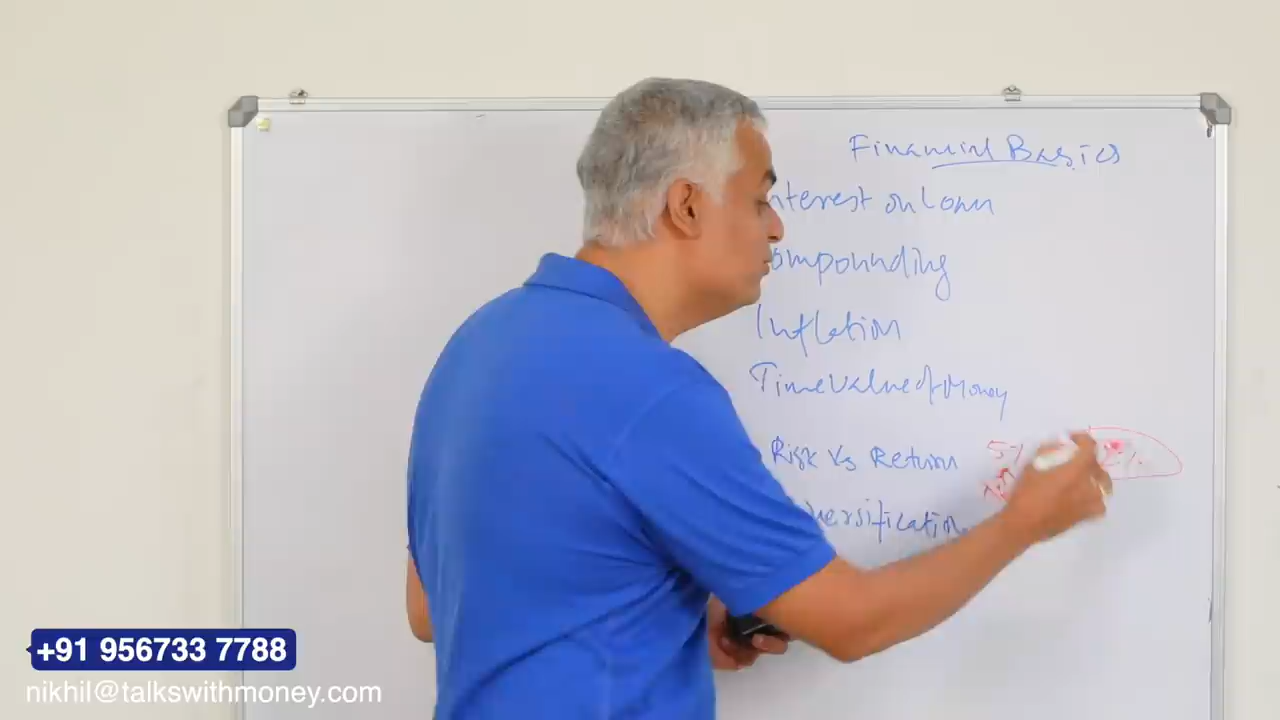 Financial Basics
nterest on Loan
ompounding
Inflation
Time Value of Money
Risk Vs Return 5%
versification
+91 956733 7788
nikhil@talkswithmoney.com